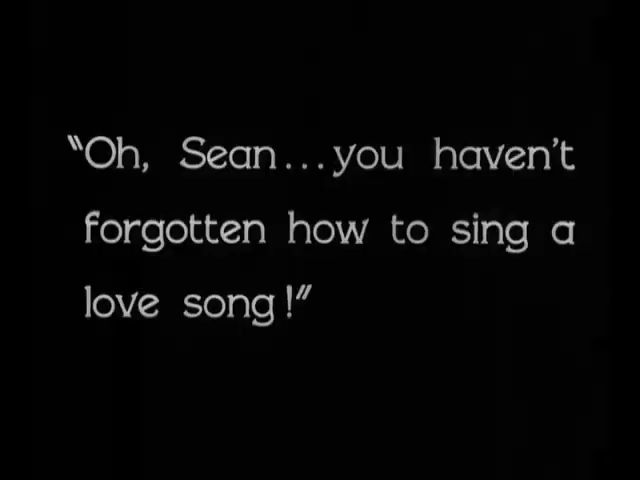 “Oh, Sean...you haven't
forgotten how to sing a
love song!”